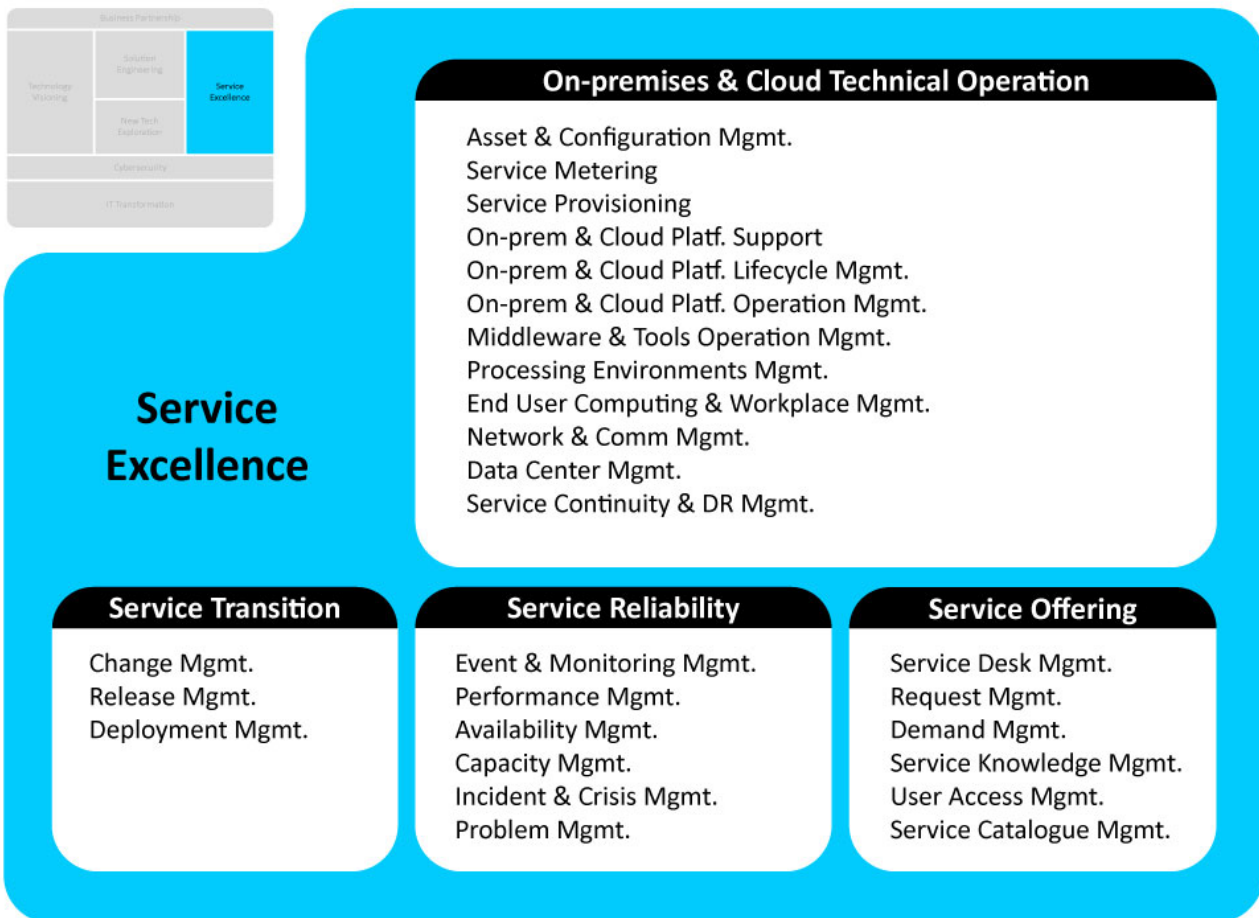 Business Partnership
Technology
Visioning
Solution
Engineering
New Tech
Exploration
Service
Excellence
Cybersecurity
IT Transformation
On-premises & Cloud Technical Operation
Asset & Configuration Mgmt.
Service Metering
Service Provisioning
On-prem & Cloud Platf. Support
On-prem & Cloud Platf. Lifecycle Mgmt.
On-prem & Cloud Platf. Operation Mgmt.
Middleware & Tools Operation Mgmt.
Processing Environments Mgmt.
End User Computing & Workplace Mgmt.
Network & Comm Mgmt.
Data Center Mgmt.
Service Continuity & DR Mgmt.
Service
Excellence
Service Transition
Change Mgmt.
Release Mgmt.
Deployment Mgmt.
Service Reliability
Event & Monitoring Mgmt.
Performance Mgmt.
Availability Mgmt.
Capacity Mgmt.
Incident & Crisis Mgmt.
Problem Mgmt.
Service Offering
Service Desk Mgmt.
Request Mgmt.
Demand Mgmt.
Service Knowledge Mgmt.
User Access Mgmt.
Service Catalogue Mgmt.